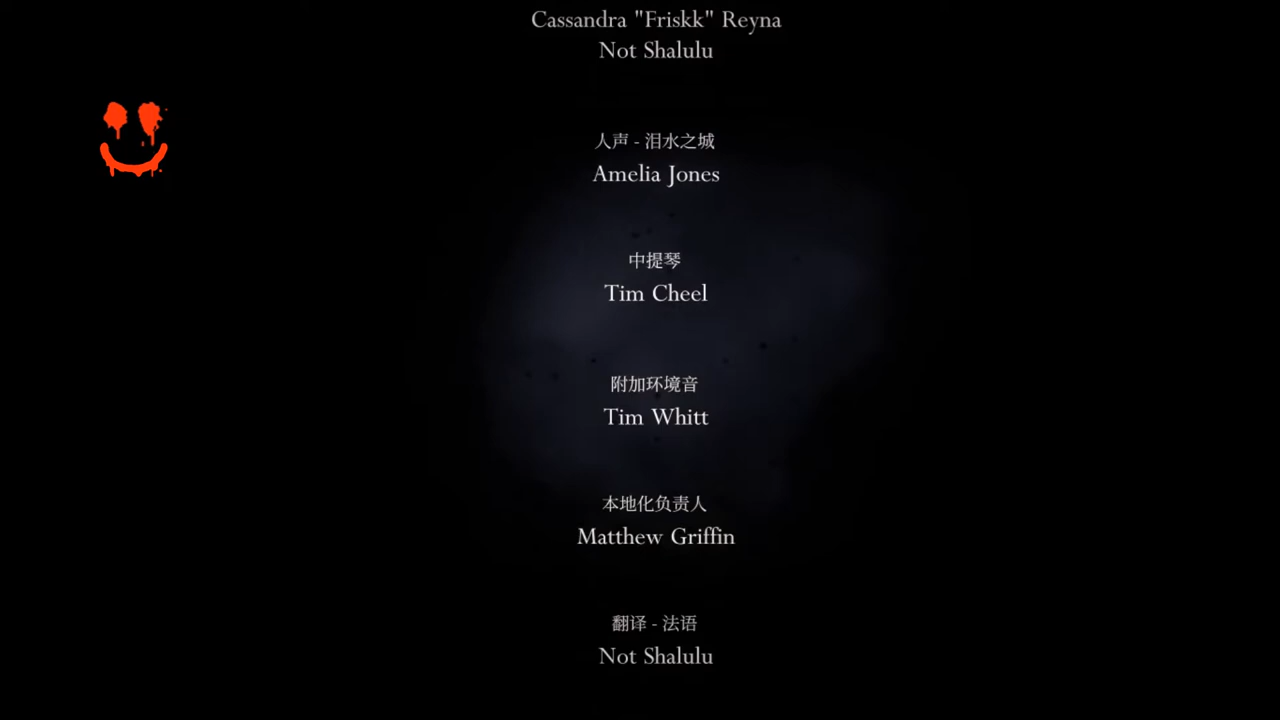 Cassandra "Friskk" Reyna
Not Shalulu
人声 - 泪水之城
Amelia Jones
中提琴
Tim Cheel
附加环境音
Tim Whitt
本地化负责人
Matthew Griffin
翻译 - 法语
Not Shalulu